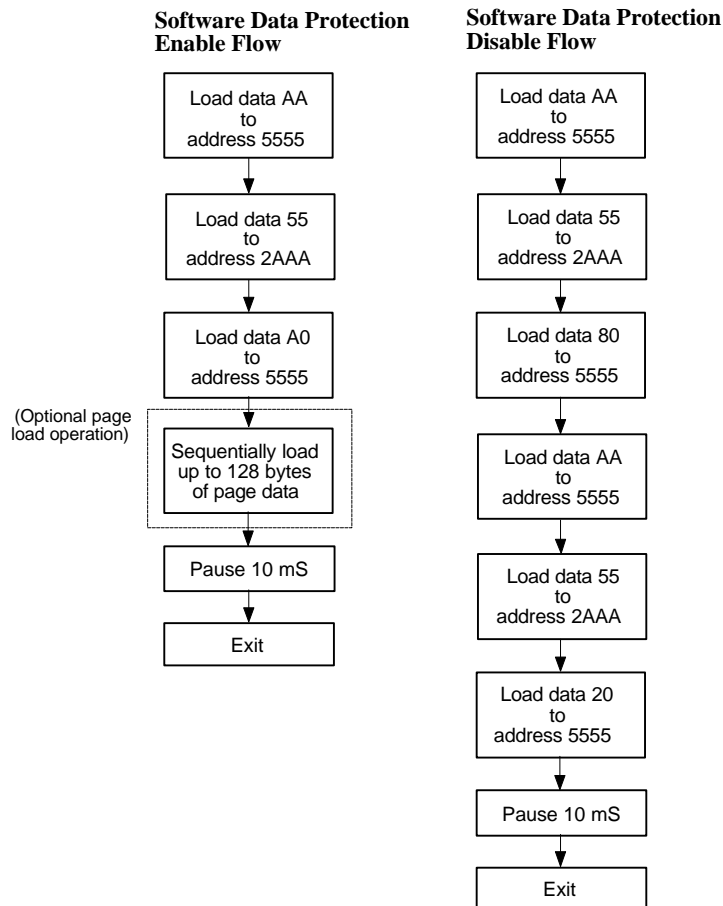 Software Data Protection
Enable Flow
Load data AA
to
address 5555
Load data 55
to
address 2AAA
Load data A0
to
address 5555
(Optional page
load operation)
Sequentially load
up to 128 bytes
of page data
Pause 10 mS
Exit
Software Data Protection
Disable Flow
Load data AA
to
address 5555
Load data 55
to
address 2AAA
Load data 80
to
address 5555
Load data AA
to
address 5555
Load data 55
to
address 2AAA
Load data 20
to
address 5555
Pause 10 mS
Exit